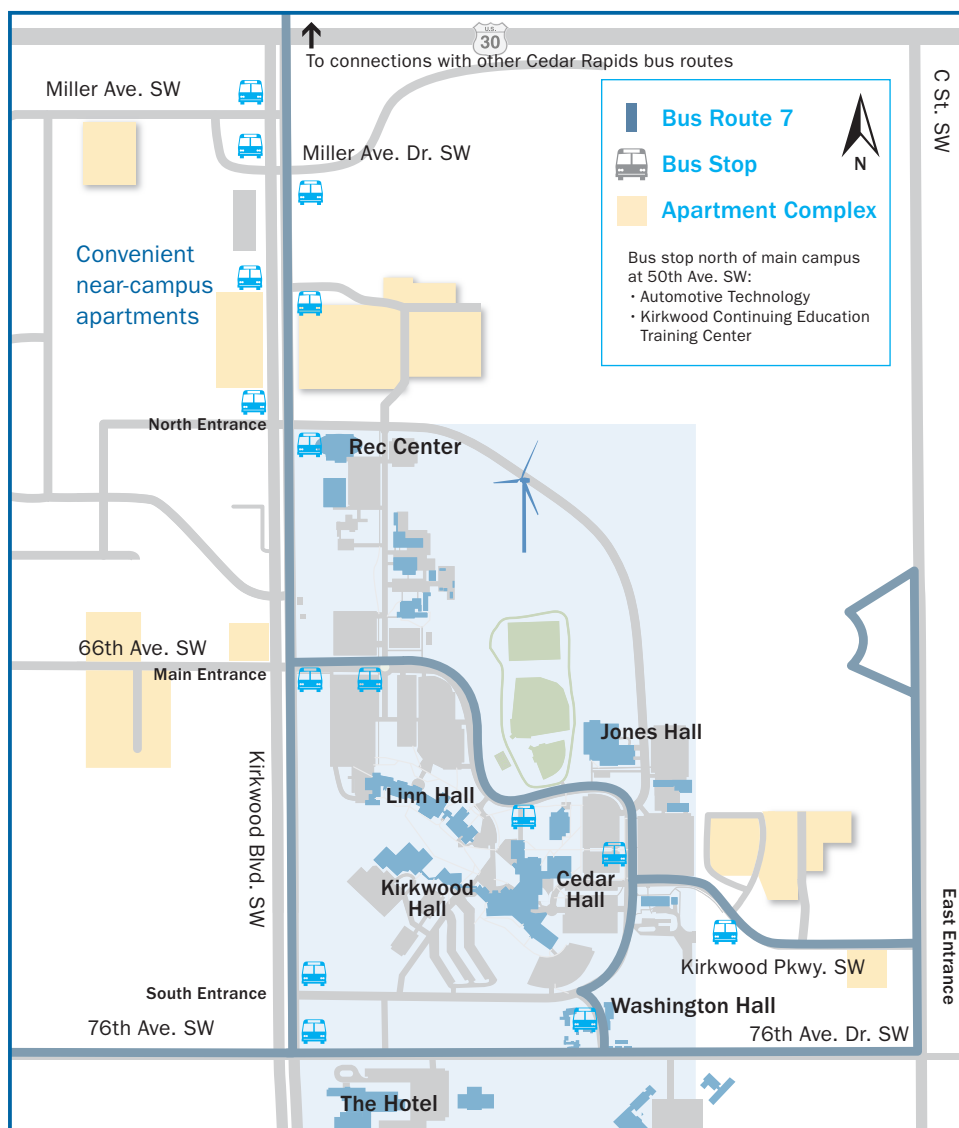 U.S.
30
To connections with other Cedar Rapids bus routes
Miller Ave. SW
C St. SW
Bus Route 7
Bus Stop
Apartment Complex
N
Bus stop north of main campus
at 50th Ave. SW:
· Automotive Technology
· Kirkwood Continuing Education
Training Center
Miller Ave. Dr. SW
Convenient
near-campus
apartments
North Entrance
Rec Center
66th Ave. SW
Main Entrance
Kirkwood Blvd. SW
Jones Hall
Linn Hall
Kirkwood
Hall
Cedar
Hall
East Entrance
Kirkwood Pkwy. SW
South Entrance
Washington Hall
76th Ave. SW
76th Ave. Dr. SW
The Hotel